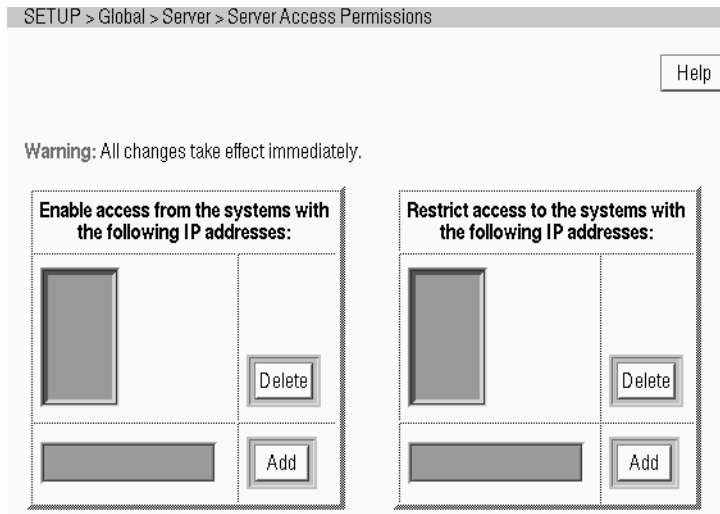 SETUP > Global > Server > Server Access Permissions
Help
Warning: All changes take effect immediately.
Enable access from the systems with
the following IP addresses:
Delete
Add
Restrict access to the systems with
the following IP addresses:
Delete
Add